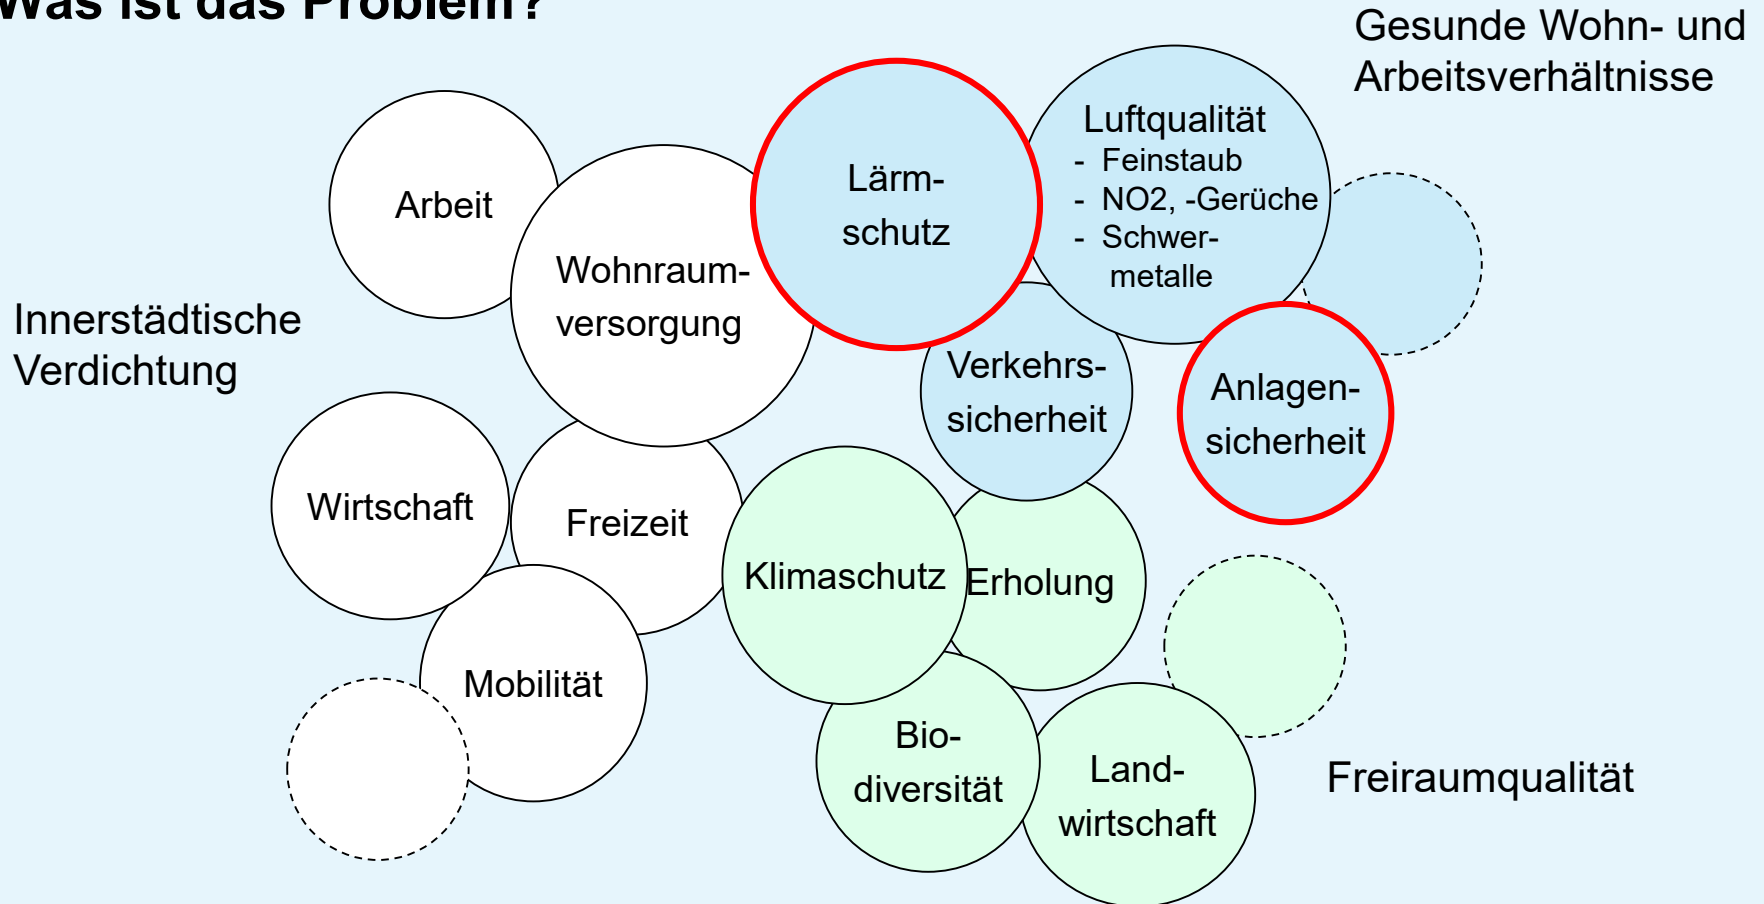 Was ist das Problem?
Gesunde Wohn- und
Arbeitsverhältnisse
Arbeit
Wohnraum-
versorgung
Lärm-
schutz
Luftqualität
- Feinstaub
- NO2, -Gerüche
- Schwer-
metalle
Innerstädtische
Verdichtung
Verkehrs-
sicherheit
Anlagen-
sicherheit
Wirtschaft
Freizeit
Klimaschutz
Erholung
Mobilität
Bio-
diversität
Land-
wirtschaft
Freiraumqualität